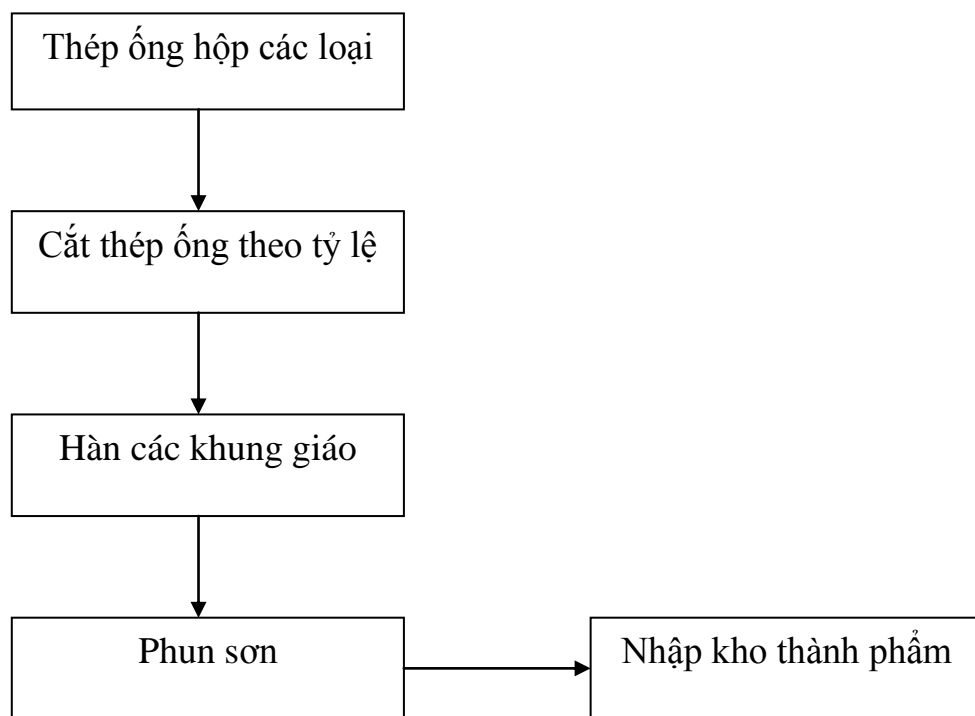 Thép ống hộp các loại
Cắt thép ống theo tỷ lệ
Hàn các khung giáo
Phun sơn
Nhập kho thành phẩm